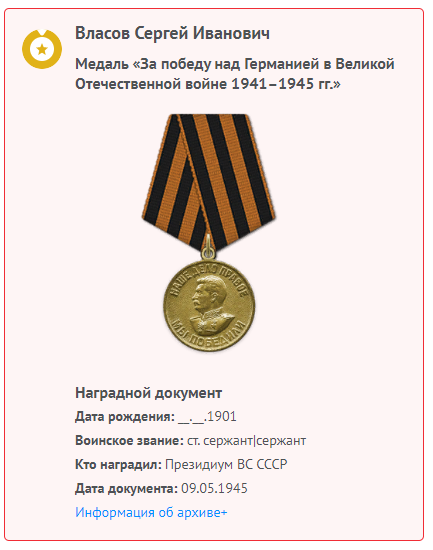 Власов Сергей Иванович
Медаль «За победу над Германией в Великой
Отечественной войне 1941–1945 гг.»
НАШЕ ДЕЛО ПРАВОЕ
МЫ ПОБЕДИЛИ
Наградной документ
Дата рождения: __.__.1901
Воинское звание: ст. сержант|сержант
Кто наградил: Президиум ВС СССР
Дата документа: 09.05.1945
Информация об архиве+